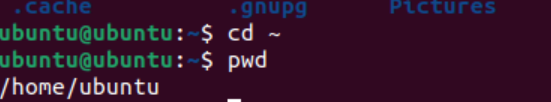 .cache .gnupg Pictures
ubuntu@ubuntu:~$ cd ~
ubuntu@ubuntu:~$ pwd
/home/ubuntu